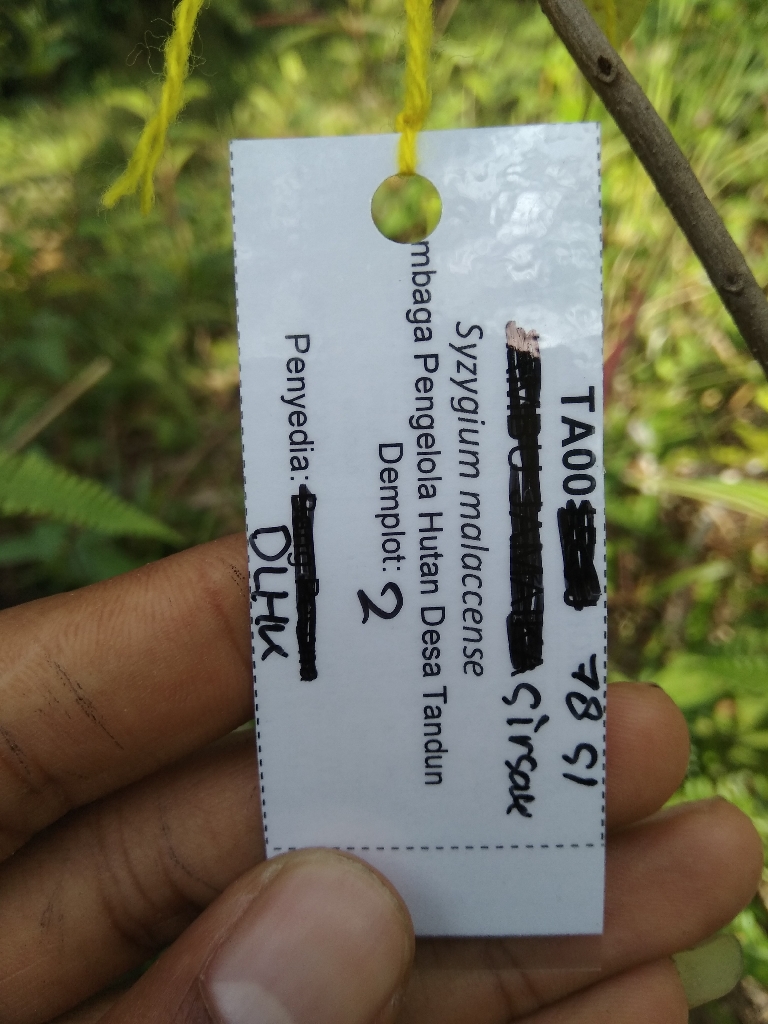 TA00 78 S1
Sirsak
Syzygium malaccense
mbaga Pengelola Hutan Desa Tandun
Demplot: 2
Penyedia:
DLHK